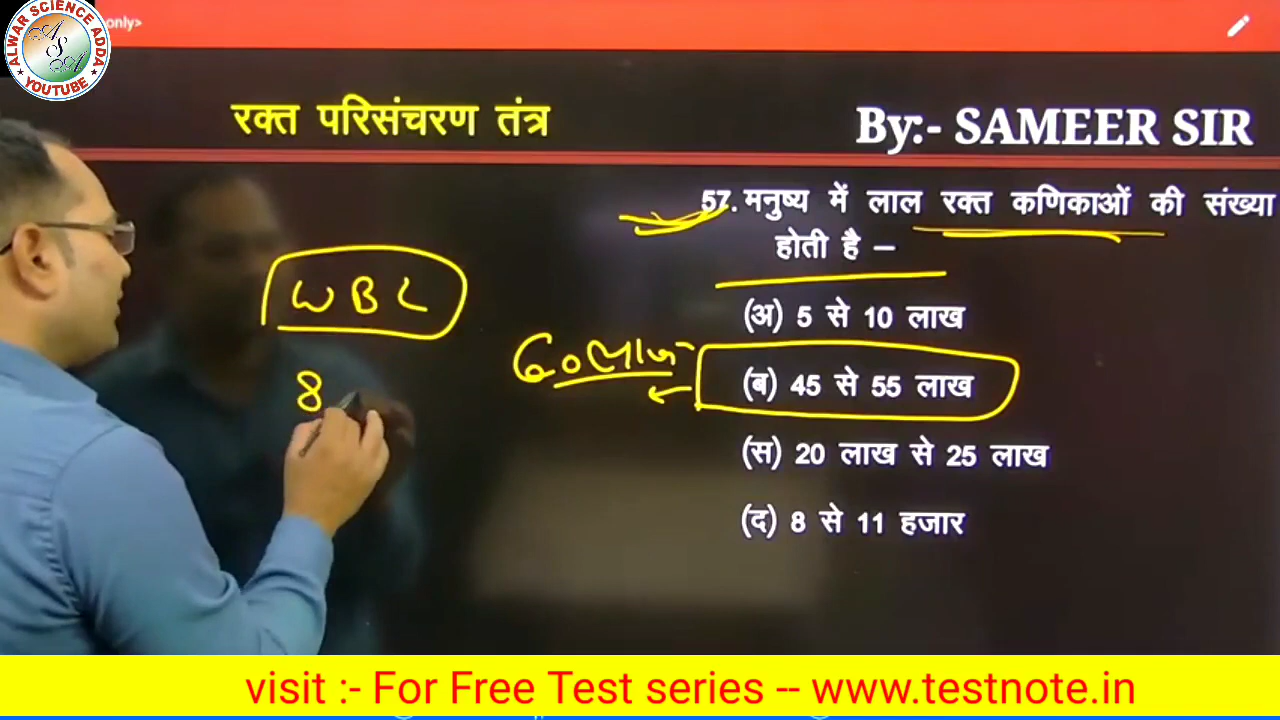 ALWAR SCIENCE ADDA
ASA
YOUTUBE
only>
रक्त परिसंचरण तंत्र
By:- SAMEER SIR
57. मनुष्य में लाल रक्त कणिकाओं की संख्या
होती है –
(अ) 5 से 10 लाख
(ब) 45 से 55 लाख
(स) 20 लाख से 25 लाख
(द) 8 से 11 हजार
WBC
8
visit :- For Free Test series -- www.testnote.in